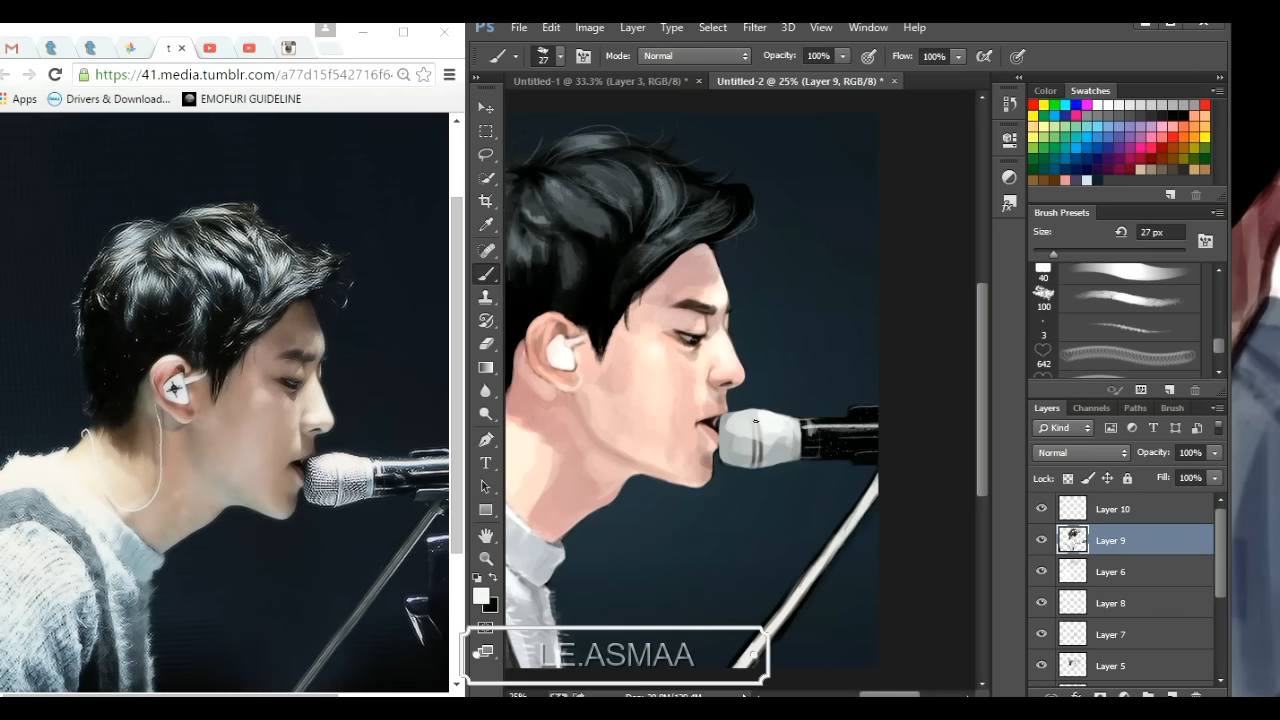 PS File Edit Image Layer Type Select Filter 3D View Window Help
t
https://41.media.tumblr.com/a77d15f542716f6
Apps Drivers & Download... EMOFURI GUIDELINE
27 Mode: Normal Opacity: 100% Flow: 100%
Untitled-1 @ 33.3% (Layer 3, RGB/8) * Untitled-2 @ 25% (Layer 9, RGB/8) *
Color Swatches
Brush Presets
Size: 27 px
40
100
3
642
Layers Channels Paths Brush
Kind
Normal Opacity: 100%
Lock: Fill: 100%
Layer 10
Layer 9
Layer 6
Layer 8
Layer 7
Layer 5
LE.ASMAA
25%